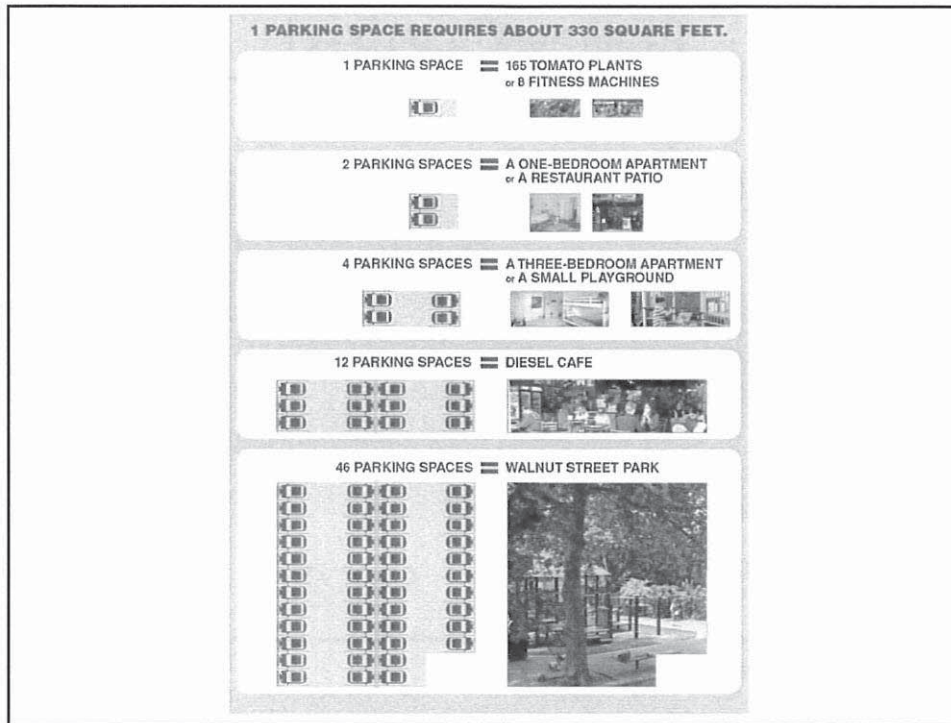 1 PARKING SPACE REQUIRES ABOUT 330 SQUARE FEET.
1 PARKING SPACE = 165 TOMATO PLANTS
or 8 FITNESS MACHINES
2 PARKING SPACES = A ONE-BEDROOM APARTMENT
or A RESTAURANT PATIO
4 PARKING SPACES = A THREE-BEDROOM APARTMENT
or A SMALL PLAYGROUND
12 PARKING SPACES = DIESEL CAFE
46 PARKING SPACES = WALNUT STREET PARK